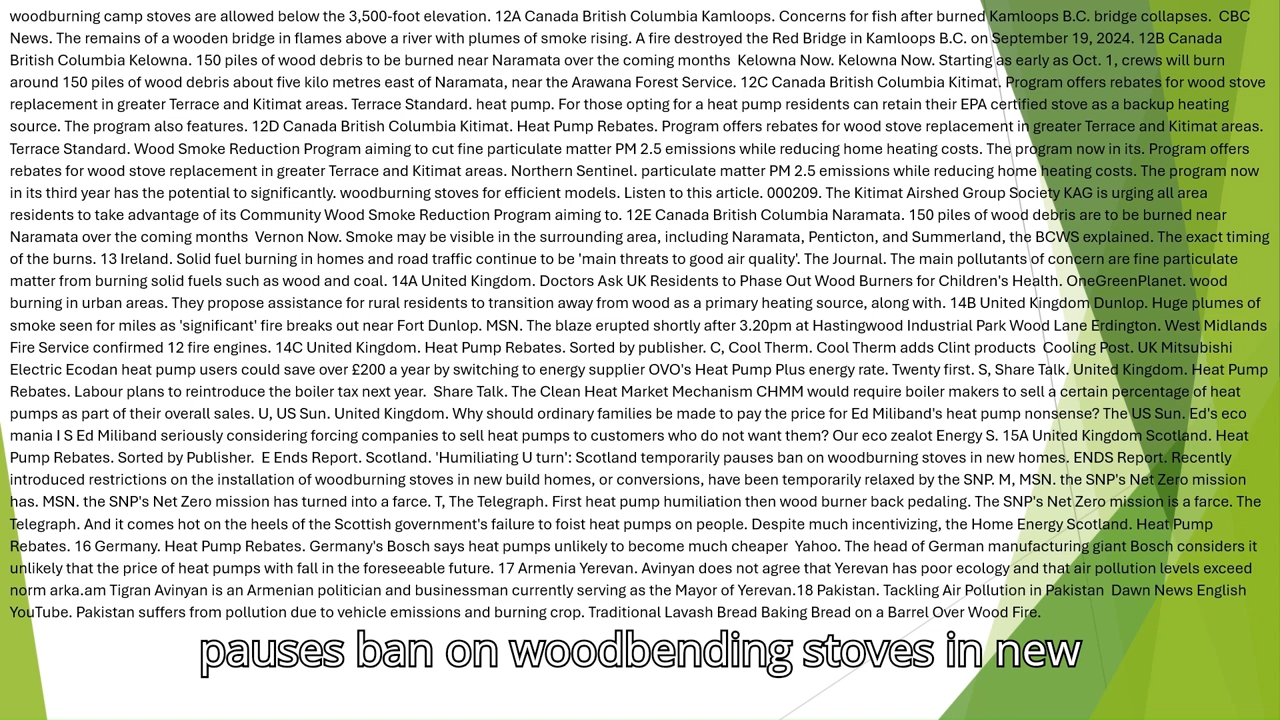 woodburning camp stoves are allowed below the 3,500-foot elevation. 12A Canada British Columbia Kamloops. Concerns for fish after burned Kamloops B.C. bridge collapses.  CBC
News. The remains of a wooden bridge in flames above a river with plumes of smoke rising. A fire destroyed the Red Bridge in Kamloops B.C. on September 19, 2024. 12B Canada
British Columbia Kelowna. 150 piles of wood debris to be burned near Naramata over the coming months  Kelowna Now. Kelowna Now. Starting as early as Oct. 1, crews will burn
around 150 piles of wood debris about five kilo metres east of Naramata, near the Arawana Forest Service. 12C Canada British Columbia Kitimat. Program offers rebates for wood stove
replacement in greater Terrace and Kitimat areas. Terrace Standard. heat pump. For those opting for a heat pump residents can retain their EPA certified stove as a backup heating
source. The program also features. 12D Canada British Columbia Kitimat. Heat Pump Rebates. Program offers rebates for wood stove replacement in greater Terrace and Kitimat areas.
Terrace Standard. Wood Smoke Reduction Program aiming to cut fine particulate matter PM 2.5 emissions while reducing home heating costs. The program now in its. Program offers
rebates for wood stove replacement in greater Terrace and Kitimat areas. Northern Sentinel. particulate matter PM 2.5 emissions while reducing home heating costs. The program now
in its third year has the potential to significantly. woodburning stoves for efficient models. Listen to this article. 000209. The Kitimat Airshed Group Society KAG is urging all area
residents to take advantage of its Community Wood Smoke Reduction Program aiming to. 12E Canada British Columbia Naramata. 150 piles of wood debris are to be burned near
Naramata over the coming months  Vernon Now. Smoke may be visible in the surrounding area, including Naramata, Penticton, and Summerland, the BCWS explained. The exact timing
of the burns. 13 Ireland. Solid fuel burning in homes and road traffic continue to be 'main threats to good air quality'. The Journal. The main pollutants of concern are fine particulate
matter from burning solid fuels such as wood and coal. 14A United Kingdom. Doctors Ask UK Residents to Phase Out Wood Burners for Children's Health. OneGreenPlanet. wood
burning in urban areas. They propose assistance for rural residents to transition away from wood as a primary heating source, along with. 14B United Kingdom Dunlop. Huge plumes of
smoke seen for miles as 'significant' fire breaks out near Fort Dunlop. MSN. The blaze erupted shortly after 3.20pm at Hastingwood Industrial Park Wood Lane Erdington. West Midlands
Fire Service confirmed 12 fire engines. 14C United Kingdom. Heat Pump Rebates. Sorted by publisher. C, Cool Therm. Cool Therm adds Clint products  Cooling Post. UK Mitsubishi
Electric Ecodan heat pump users could save over £200 a year by switching to energy supplier OVO's Heat Pump Plus energy rate. Twenty first. S, Share Talk. United Kingdom. Heat Pump
Rebates. Labour plans to reintroduce the boiler tax next year.  Share Talk. The Clean Heat Market Mechanism CHMM would require boiler makers to sell a certain percentage of heat
pumps as part of their overall sales. U, US Sun. United Kingdom. Why should ordinary families be made to pay the price for Ed Miliband's heat pump nonsense? The US Sun. Ed's eco
mania I S Ed Miliband seriously considering forcing companies to sell heat pumps to customers who do not want them? Our eco zealot Energy S. 15A United Kingdom Scotland. Heat
Pump Rebates. Sorted by Publisher.  E Ends Report. Scotland. 'Humiliating U turn': Scotland temporarily pauses ban on woodburning stoves in new homes. ENDS Report. Recently
introduced restrictions on the installation of woodburning stoves in new build homes, or conversions, have been temporarily relaxed by the SNP. M, MSN. the SNP's Net Zero mission
has. MSN. the SNP's Net Zero mission has turned into a farce. T, The Telegraph. First heat pump humiliation then wood burner back pedaling. The SNP's Net Zero mission is a farce. The
Telegraph. And it comes hot on the heels of the Scottish government's failure to foist heat pumps on people. Despite much incentivizing, the Home Energy Scotland. Heat Pump
Rebates. 16 Germany. Heat Pump Rebates. Germany's Bosch says heat pumps unlikely to become much cheaper  Yahoo. The head of German manufacturing giant Bosch considers it
unlikely that the price of heat pumps with fall in the foreseeable future. 17 Armenia Yerevan. Avinyan does not agree that Yerevan has poor ecology and that air pollution levels exceed
norm arka.am Tigran Avinyan is an Armenian politician and businessman currently serving as the Mayor of Yerevan.18 Pakistan. Tackling Air Pollution in Pakistan  Dawn News English
YouTube. Pakistan suffers from pollution due to vehicle emissions and burning crop. Traditional Lavash Bread Baking Bread on a Barrel Over Wood Fire.
pauses ban on woodbending stoves in new